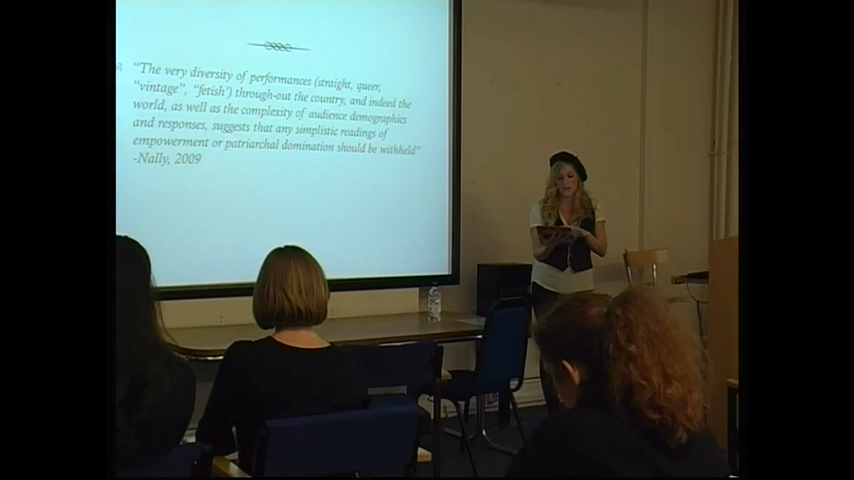 “The very diversity of performances (straight, queer,
“vintage”, “fetish’) through-out the country, and indeed the
world, as well as the complexity of audience demographics
and responses, suggests that any simplistic readings of
empowerment or patriarchal domination should be withheld”
-Nally, 2009